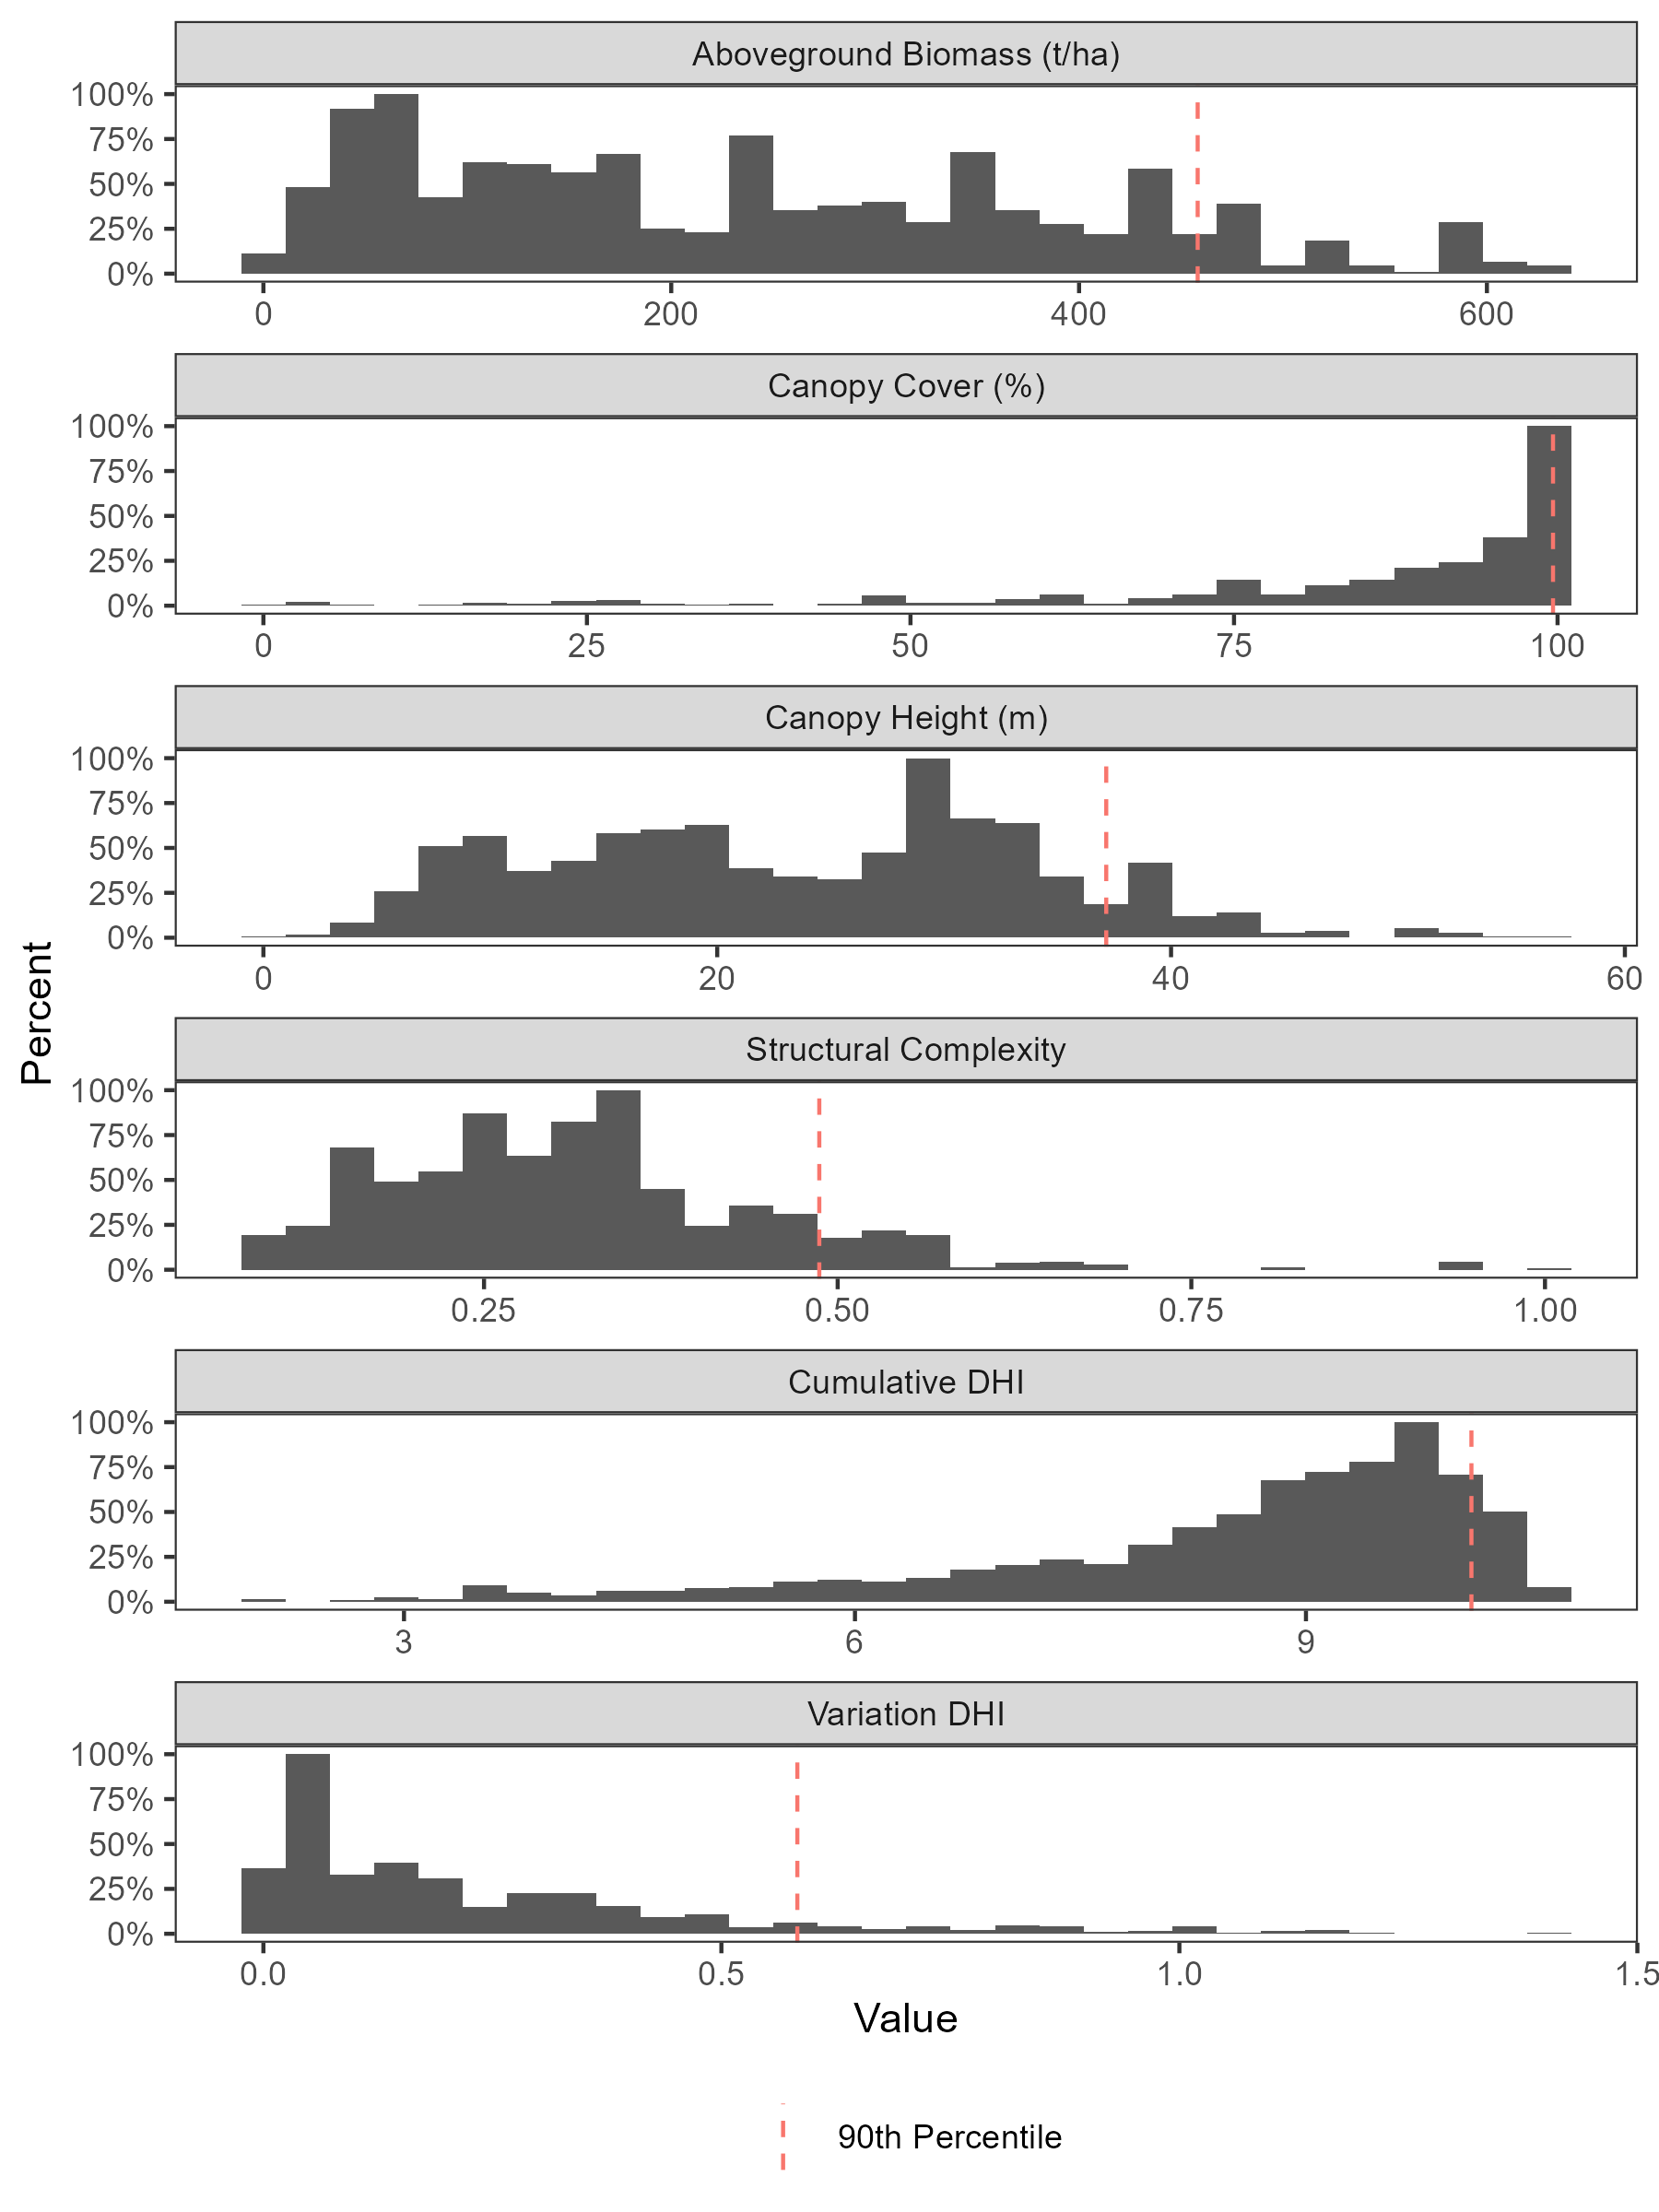 Aboveground Biomass (t/ha)
100%
75%
50%
25%
0%
0 200 400 600
Canopy Cover (%)
100%
75%
50%
25%
0%
0 25 50 75 100
Canopy Height (m)
100%
75%
50%
25%
0%
0 20 40 60
Percent
Structural Complexity
100%
75%
50%
25%
0%
0.25 0.50 0.75 1.00
Cumulative DHI
100%
75%
50%
25%
0%
3 6 9
Variation DHI
100%
75%
50%
25%
0%
0.0 0.5 1.0 1.5
Value
90th Percentile